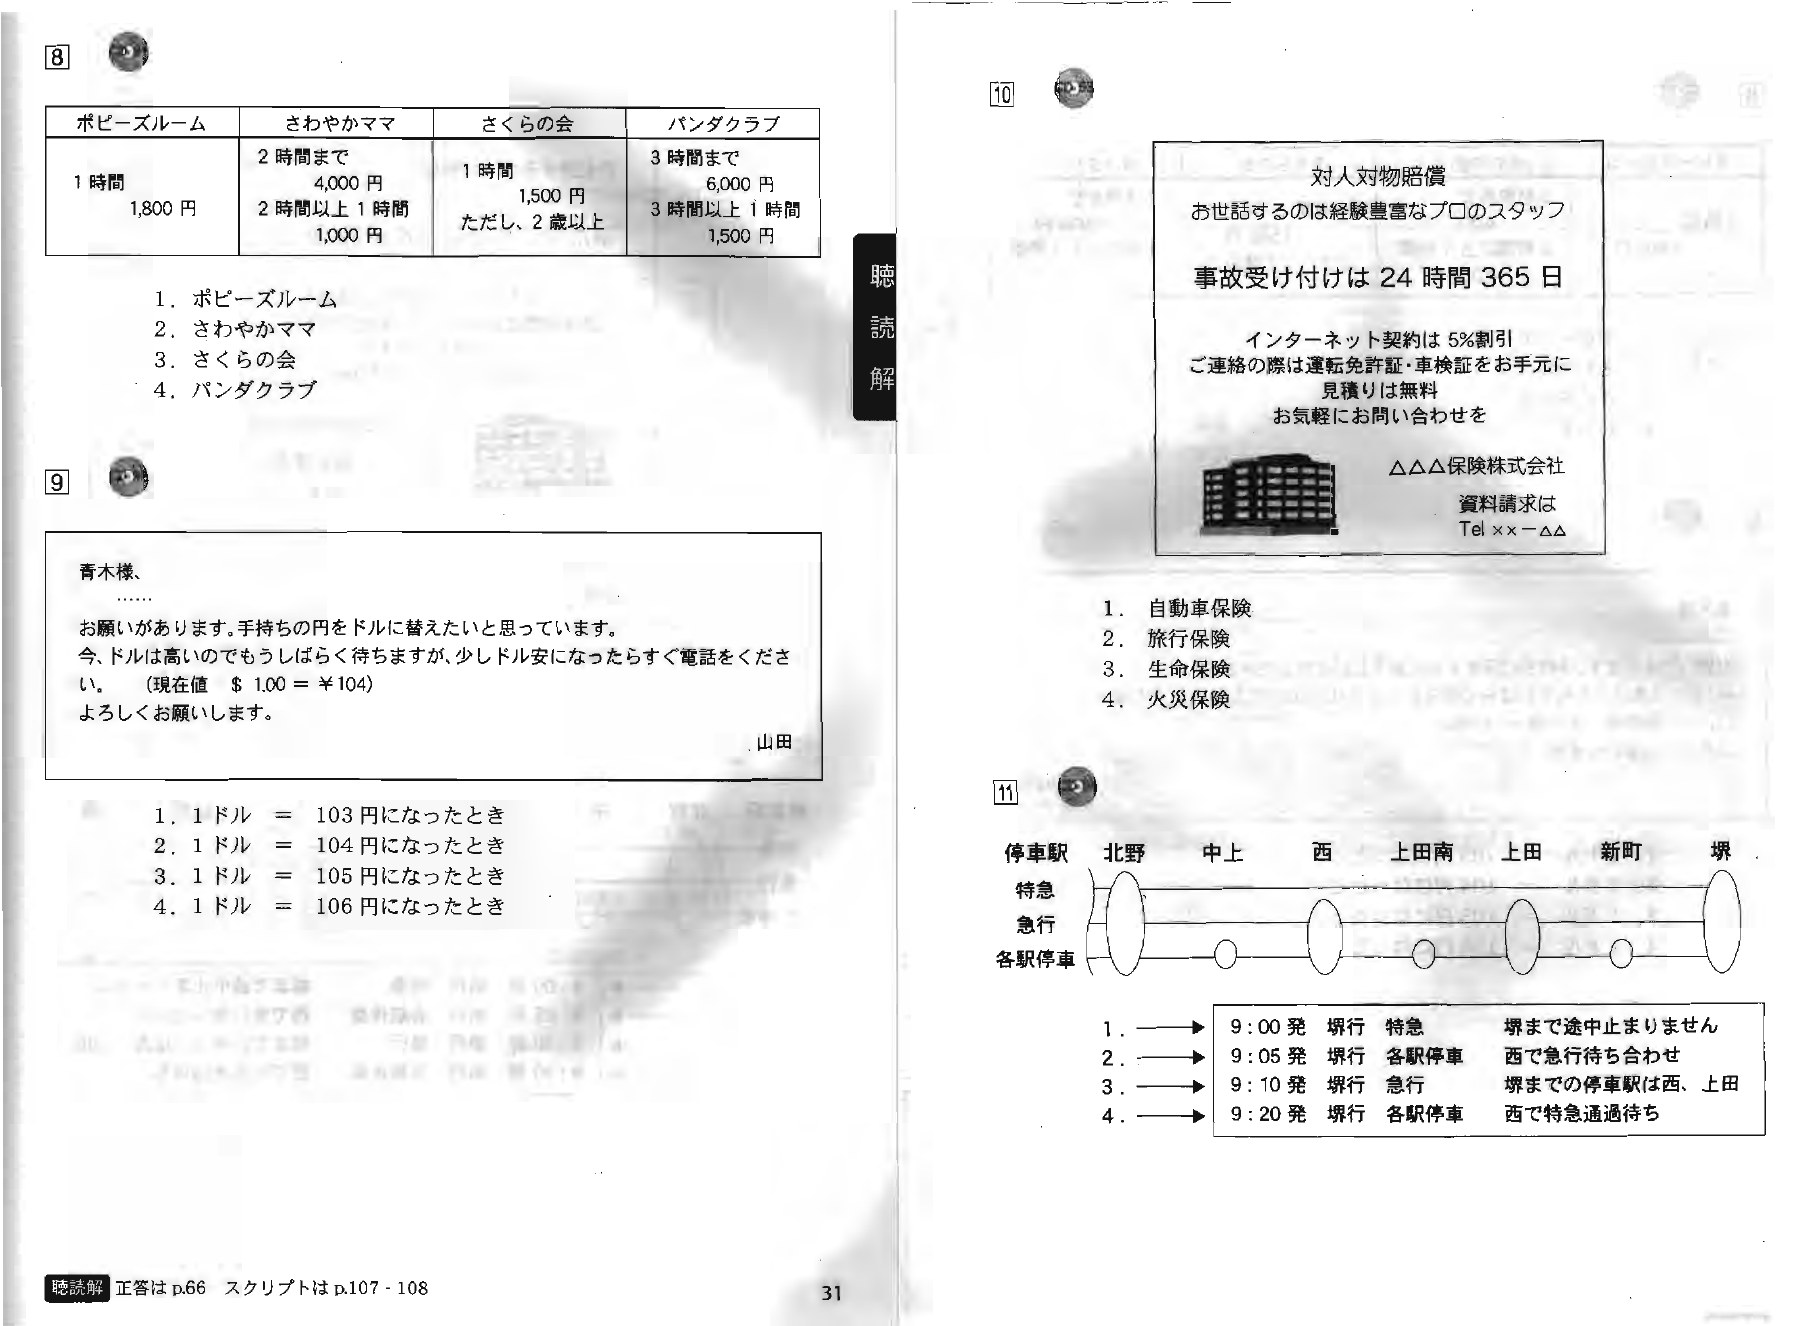 8
ポピーズルーム さわやかママ さくらの会 パンダクラブ
1 時間
1,800 円
2 時間まで
4,000 円
2 時間以上 1 時間
1,000 円
1 時間
1,500 円
ただし、2 歳以上
3 時間まで
6,000 円
3 時間以上 1 時間
1,500 円
1. ポピーズルーム
2. さわやかママ
3. さくらの会
4. パンダクラブ
9
青木様、
……
お願いがあります。手持ちの円をドルに替えたいと思っています。
今、ドルは高いのでもうしばらく待ちますが、少しドル安になったらすぐ電話をくださ
い。 (現在値 $ 1.00 = ¥104)
よろしくお願いします。
山田
1. 1ドル = 103円になったとき
2. 1ドル = 104円になったとき
3. 1ドル = 105円になったとき
4. 1ドル = 106円になったとき
聴解読 正答は p.66 スクリプトは p.107 - 108
31
聴
読
解
10
対人対物賠償
お世話するのは経験豊富なプロのスタッフ
事故受け付けは 24 時間 365 日
インターネット契約は 5%割引
ご連絡の際は運転免許証・車検証をお手元に
見積りは無料
お気軽にお問い合わせを
△△△保険株式会社
資料請求は
Tel ××ー△△
1. 自動車保険
2. 旅行保険
3. 生命保険
4. 火災保険
11
停車駅 北野 中上 西 上田南 上田 新町 堺
特急
急行
各駅停車
1. 9:00 発 堺行 特急 堺まで途中止まりません
2. 9:05 発 堺行 各駅停車 西で急行待ち合わせ
3. 9:10 発 堺行 急行 堺までの停車駅は西、上田
4. 9:20 発 堺行 各駅停車 西で特急通過待ち